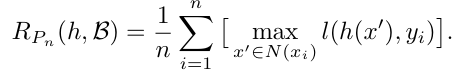 $R_{P_n}(h, \mathcal{B}) = \frac{1}{n} \sum_{i=1}^{n} \big[ \max_{x' \in N(x_i)} l(h(x'), y_i) \big].$